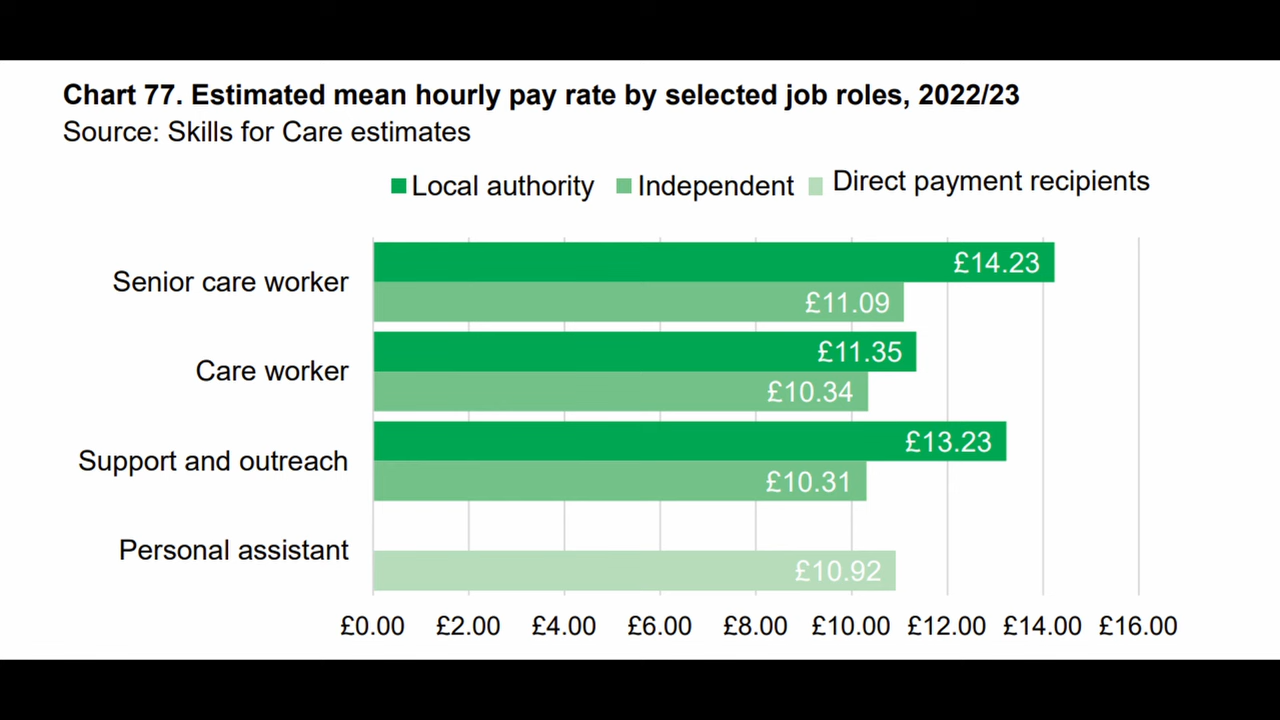 Chart 77. Estimated mean hourly pay rate by selected job roles, 2022/23
Source: Skills for Care estimates
Local authority Independent Direct payment recipients
Senior care worker
£14.23
£11.09
Care worker
£11.35
£10.34
Support and outreach
£13.23
£10.31
Personal assistant
£10.92
£0.00 £2.00 £4.00 £6.00 £8.00 £10.00 £12.00 £14.00 £16.00